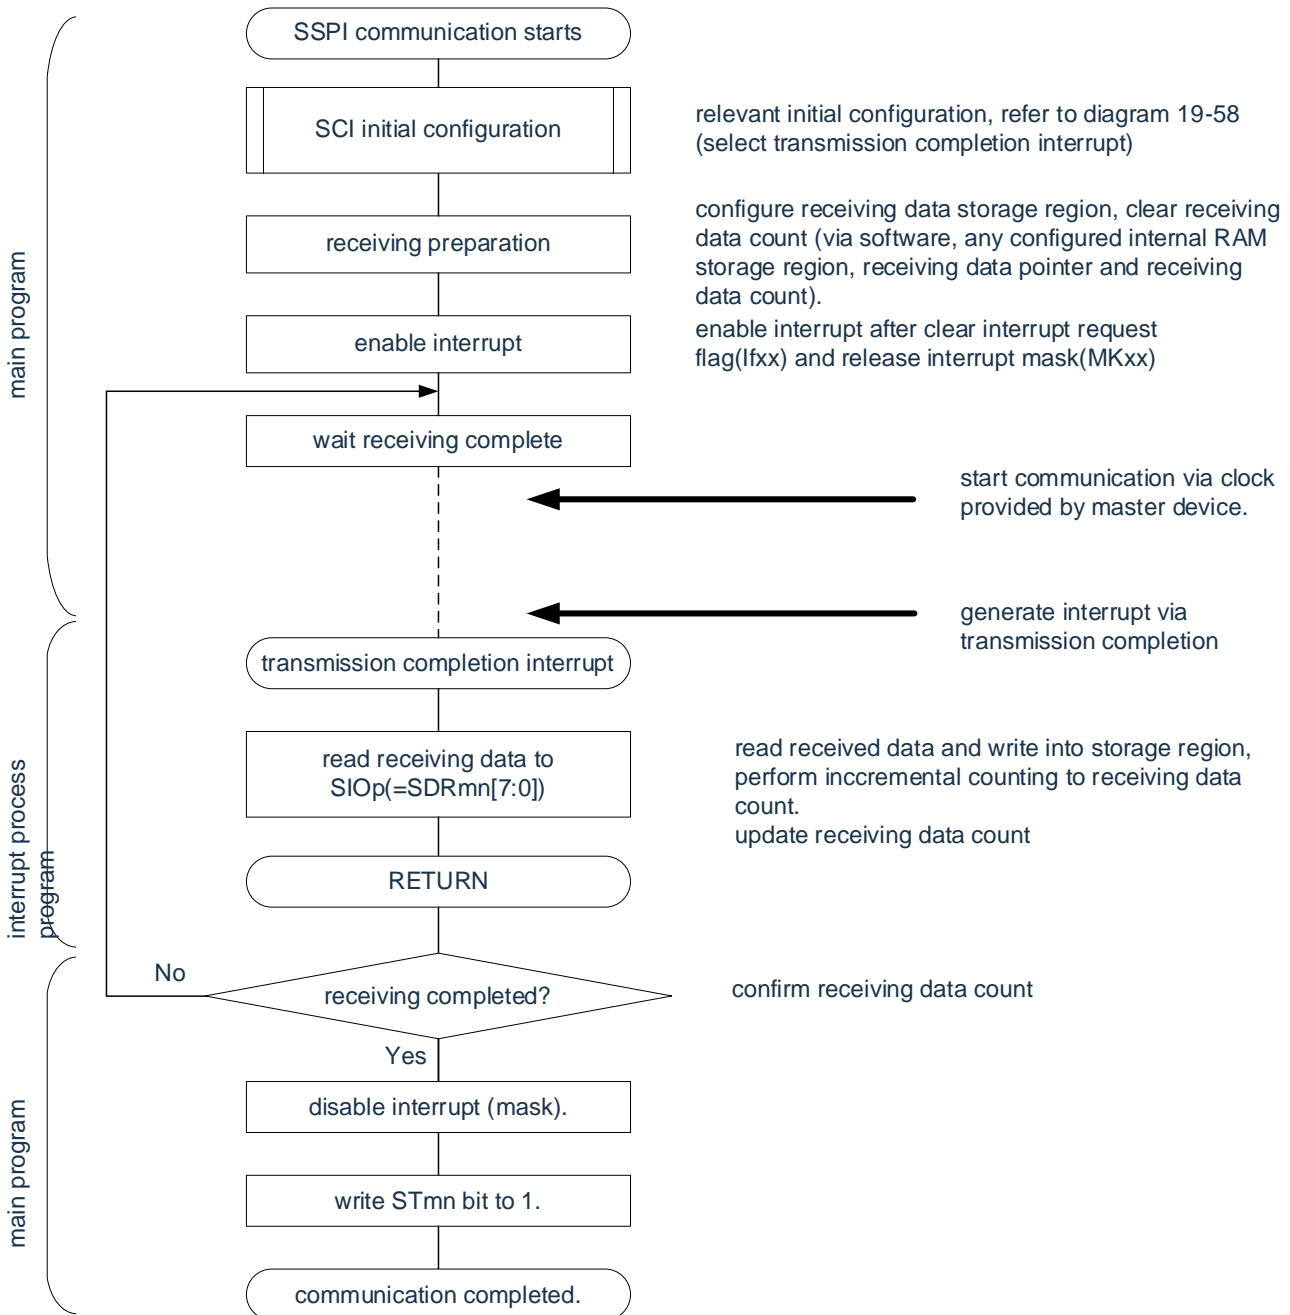 SSPI communication starts
SCI initial configuration
relevant initial configuration, refer to diagram 19-58
(select transmission completion interrupt)
receiving preparation
configure receiving data storage region, clear receiving
data count (via software, any configured internal RAM
storage region, receiving data pointer and receiving
data count).
main program
enable interrupt
enable interrupt after clear interrupt request
flag(Ifxx) and release interrupt mask(MKxx)
wait receiving complete
start communication via clock
provided by master device.
generate interrupt via
transmission completion
transmission completion interrupt
interrupt process
program
read receiving data to
SIOp(=SDRmn[7:0])
read received data and write into storage region,
perform inccremental counting to receiving data
count.
update receiving data count
RETURN
No
receiving completed?
confirm receiving data count
Yes
main program
disable interrupt (mask).
write STmn bit to 1.
communication completed.